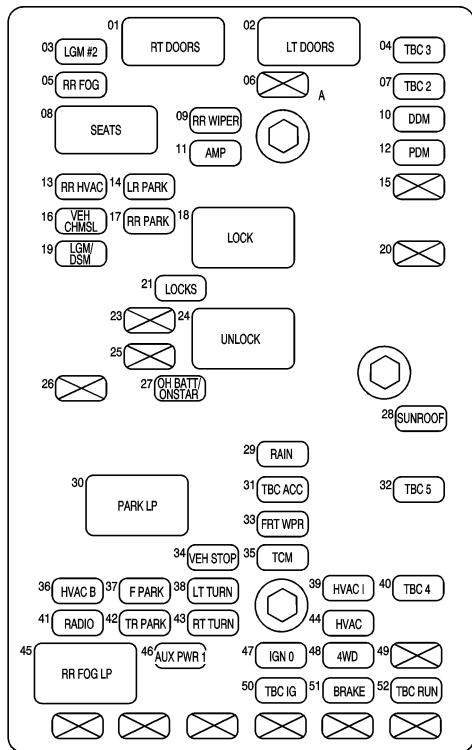 01 RT DOORS
02 LT DOORS
03 LGM #2
04 TBC 3
05 RR FOG
06
A
07 TBC 2
08 SEATS
09 RR WIPER
10 DDM
11 AMP
12 PDM
13 RR HVAC
14 LR PARK
15
16 VEH
CHMSL
17 RR PARK
18 LOCK
19 LGM/
DSM
20
21 LOCKS
23
24 UNLOCK
25
26
27 OH BATT/
ONSTAR
28 SUNROOF
29 RAIN
30 PARK LP
31 TBC ACC
32 TBC 5
33 FRT WPR
34 VEH STOP
35 TCM
36 HVAC B
37 F PARK
38 LT TURN
39 HVAC I
40 TBC 4
41 RADIO
42 TR PARK
43 RT TURN
44 HVAC
45 RR FOG LP
46 AUX PWR 1
47 IGN 0
48 4WD
49
50 TBC IG
51 BRAKE
52 TBC RUN